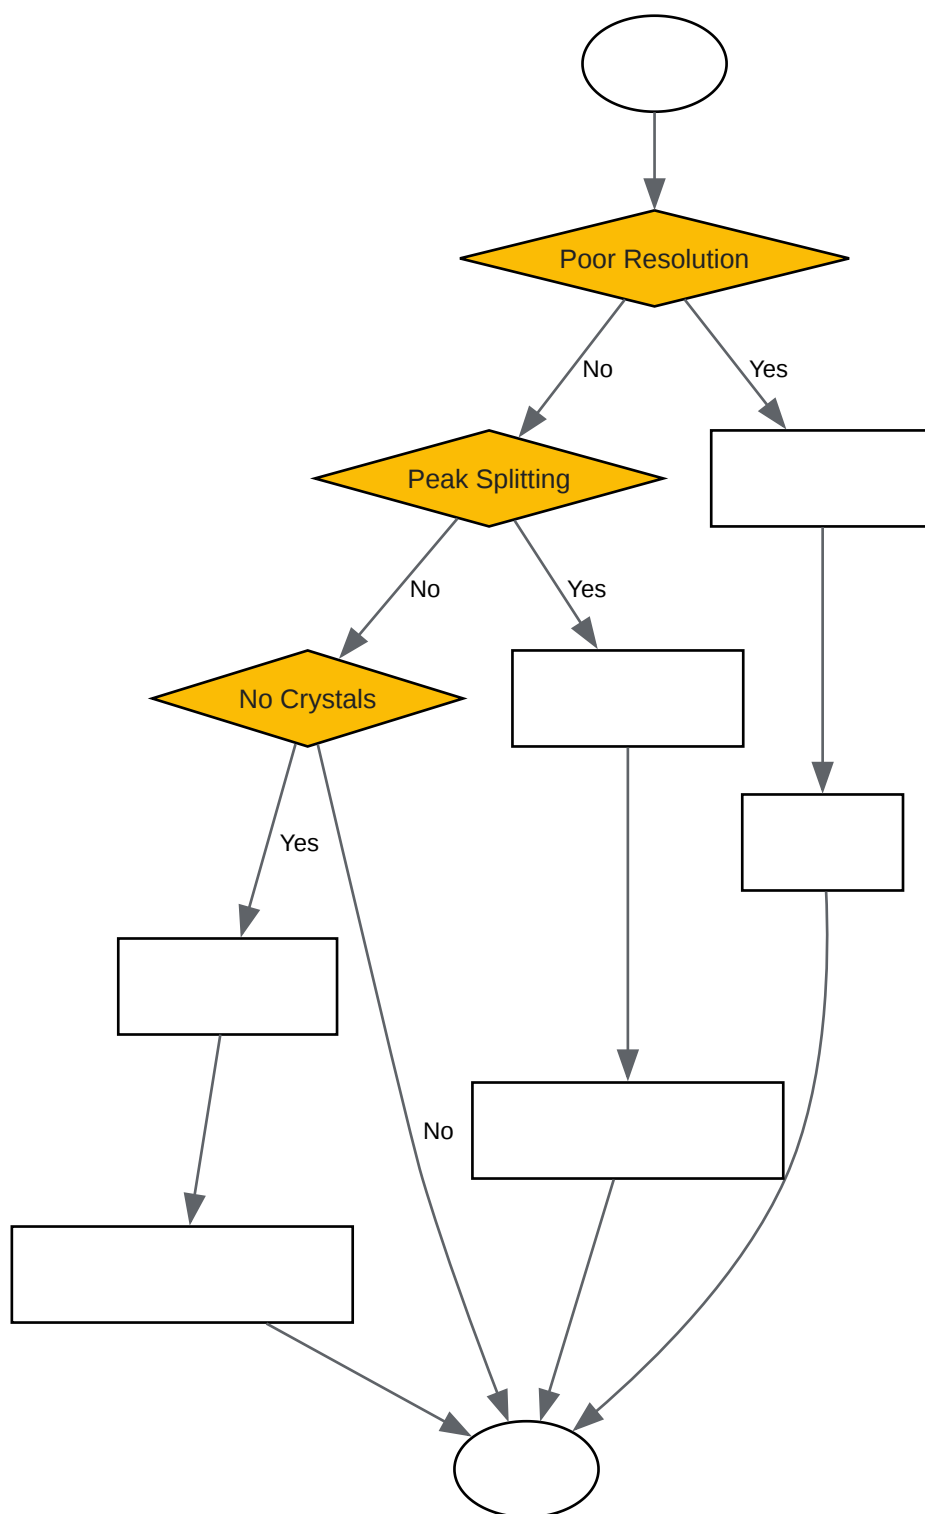 Poor Resolution
No
Yes
Peak Splitting
No
Yes
No Crystals
Yes
No